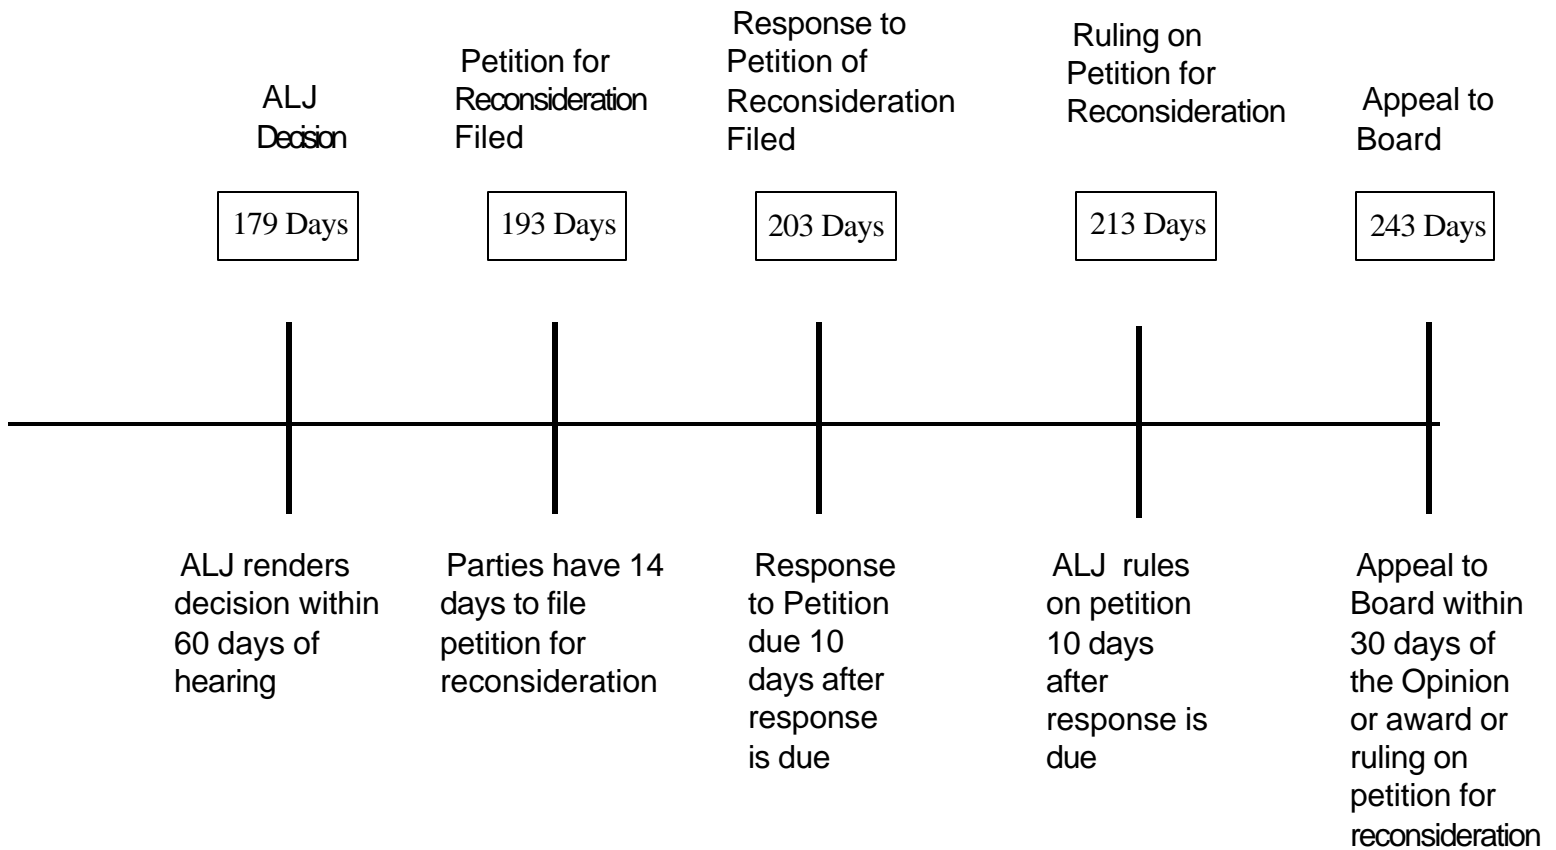 ALJ
Decision
Petition for
Reconsideration
Filed
Response to
Petition of
Reconsideration
Filed
Ruling on
Petition for
Reconsideration
Appeal to
Board
179 Days
193 Days
203 Days
213 Days
243 Days
ALJ renders
decision within
60 days of
hearing
Parties have 14
days to file
petition for
reconsideration
Response
to Petition
due 10
days after
response
is due
ALJ rules
on petition
10 days
after
response is
due
Appeal to
Board within
30 days of
the Opinion
or award or
ruling on
petition for
reconsideration